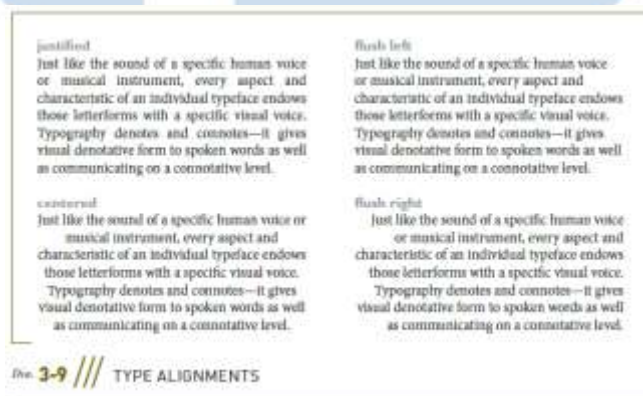 justified
Just like the sound of a specific human voice
or musical instrument, every aspect and
characteristic of an individual typeface endows
those letterforms with a specific visual voice.
Typography denotes and connotes—it gives
visual denotative form to spoken words as well
as communicating on a connotative level.
flush left
Just like the sound of a specific human voice
or musical instrument, every aspect and
characteristic of an individual typeface endows
those letterforms with a specific visual voice.
Typography denotes and connotes—it gives
visual denotative form to spoken words as well
as communicating on a connotative level.
centered
Just like the sound of a specific human voice or
musical instrument, every aspect and
characteristic of an individual typeface endows
those letterforms with a specific visual voice.
Typography denotes and connotes—it gives
visual denotative form to spoken words as well
as communicating on a connotative level.
flush right
Just like the sound of a specific human voice
or musical instrument, every aspect and
characteristic of an individual typeface endows
those letterforms with a specific visual voice.
Typography denotes and connotes—it gives
visual denotative form to spoken words as well
as communicating on a connotative level.
3-9 /// TYPE ALIGNMENTS